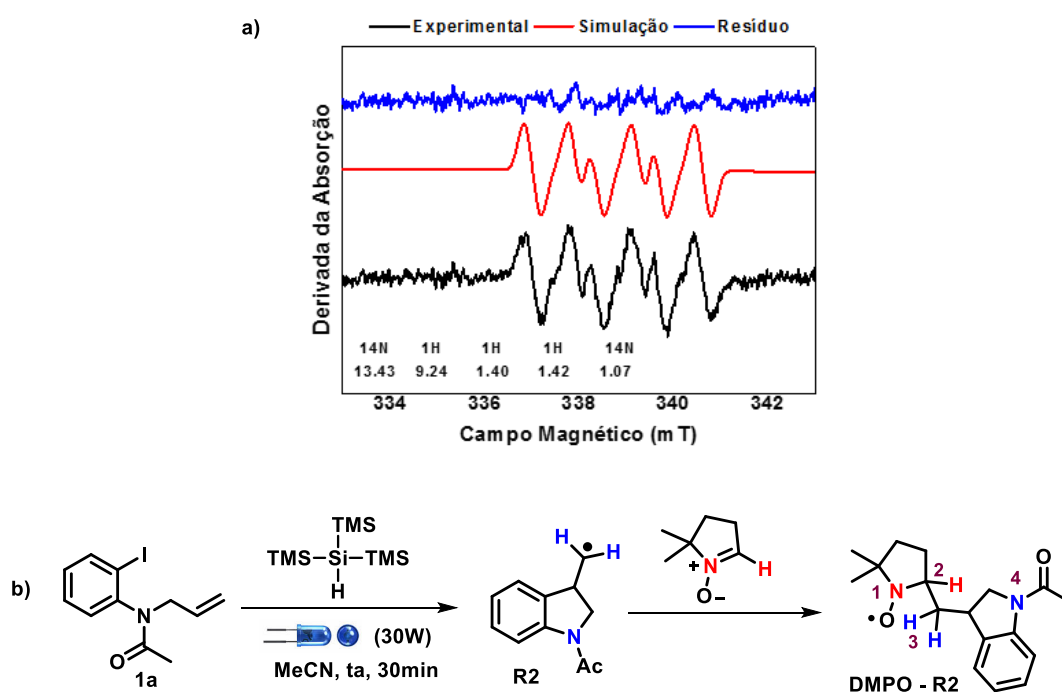 a)
Experimental Simulação Resíduo
Derivada da Absorção
14N 1H 1H 1H 14N
13.43 9.24 1.40 1.42 1.07
334 336 338 340 342
Campo Magnético (mT)
b)
I
N
O
1a
TMS
TMS Si TMS
H
(30W)
MeCN, ta, 30min
H H
N
Ac
R2
N
+
O−
H
1 N
2 H
•O
H 3 H
4 N
O
DMPO - R2